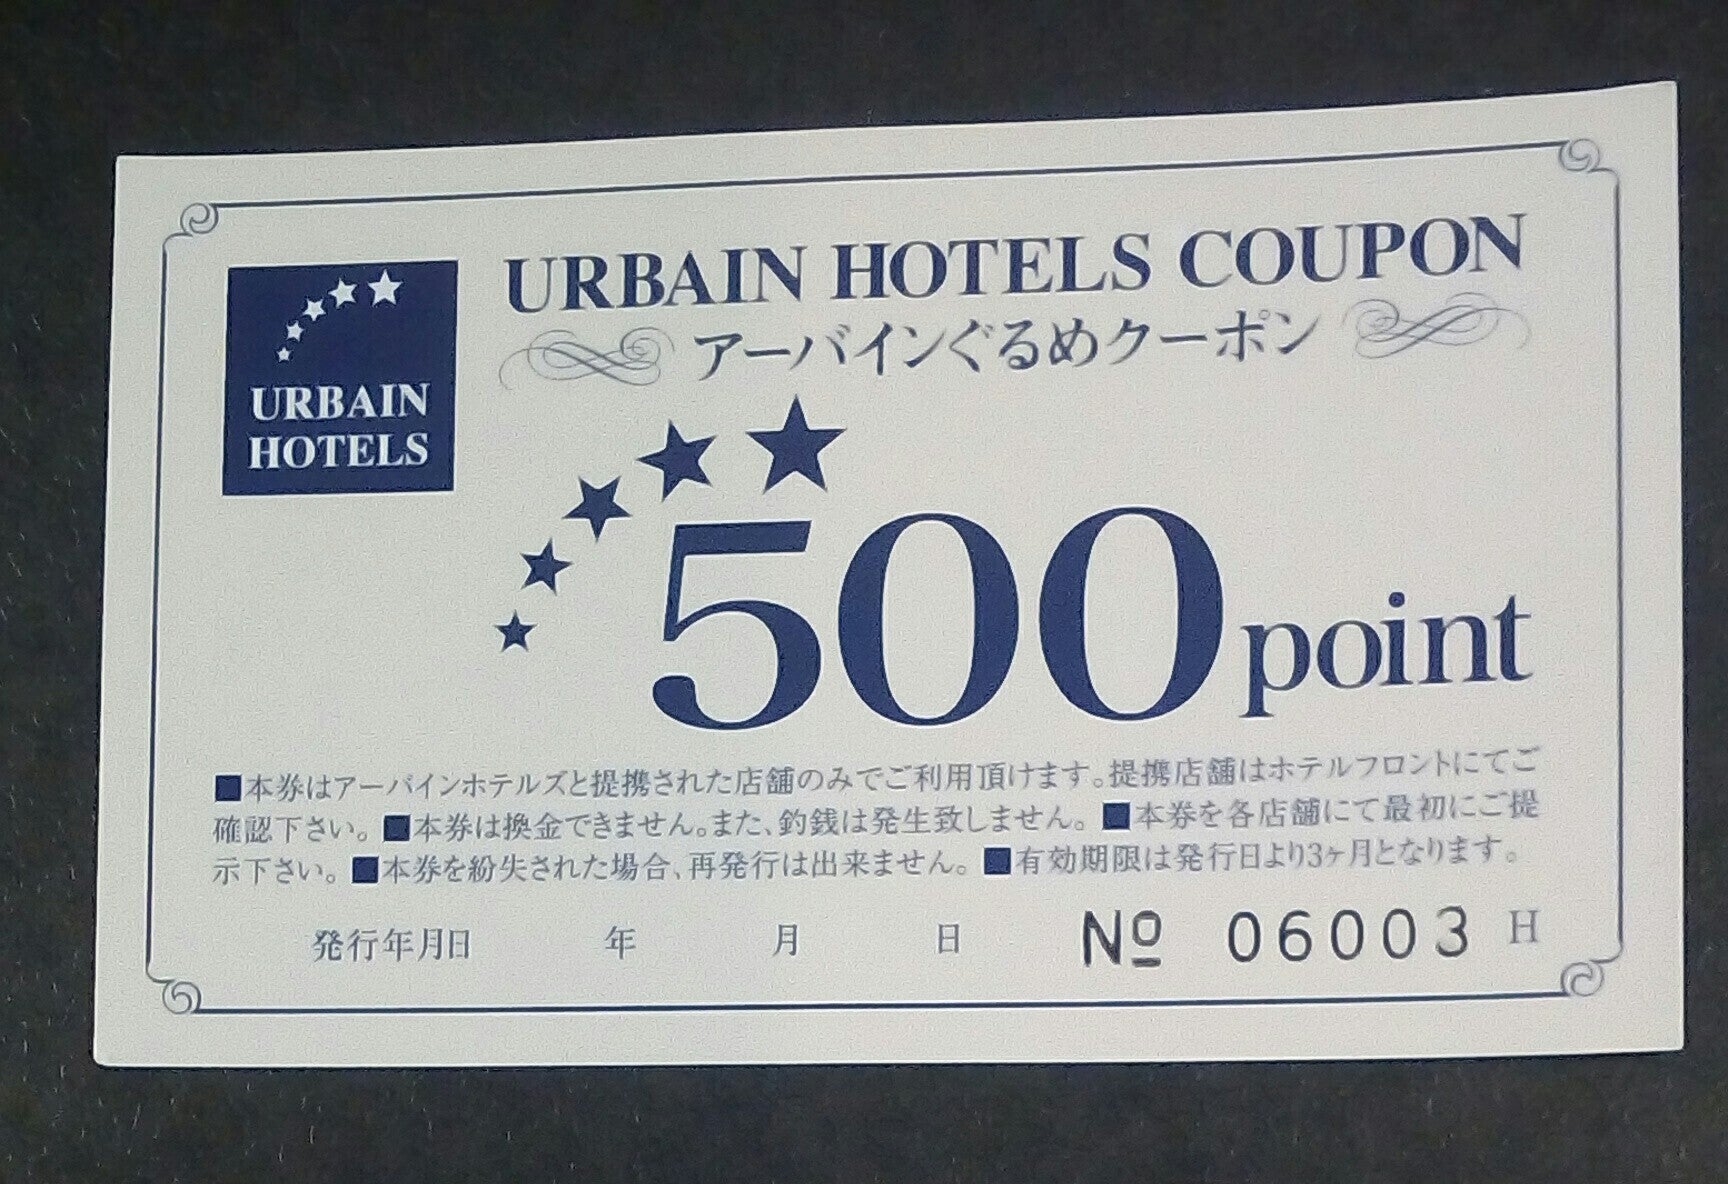 URBAIN HOTELS COUPON
アーバインぐるめクーポン
URBAIN
HOTELS
500point
■本券はアーバインホテルズと提携された店舗のみでご利用頂けます。提携店舗はホテルフロントにてご
確認下さい。■本券は換金できません。また、釣銭は発生致しません。■本券を各店舗にて最初にご提
示下さい。■本券を紛失された場合、再発行は出来ません。■有効期限は発行日より3ヶ月となります。
発行年月日 年 月 日 № 06003 H